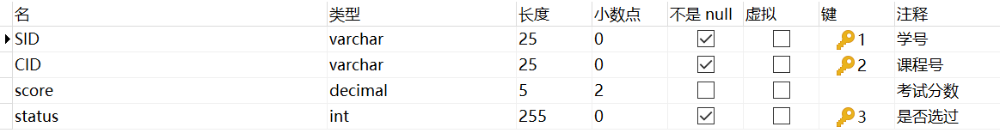 名 类型 长度 小数点 不是 null 虚拟 键 注释
SID varchar 25 0 1 学号
CID varchar 25 0 2 课程号
score decimal 5 2 考试分数
status int 255 0 3 是否选过